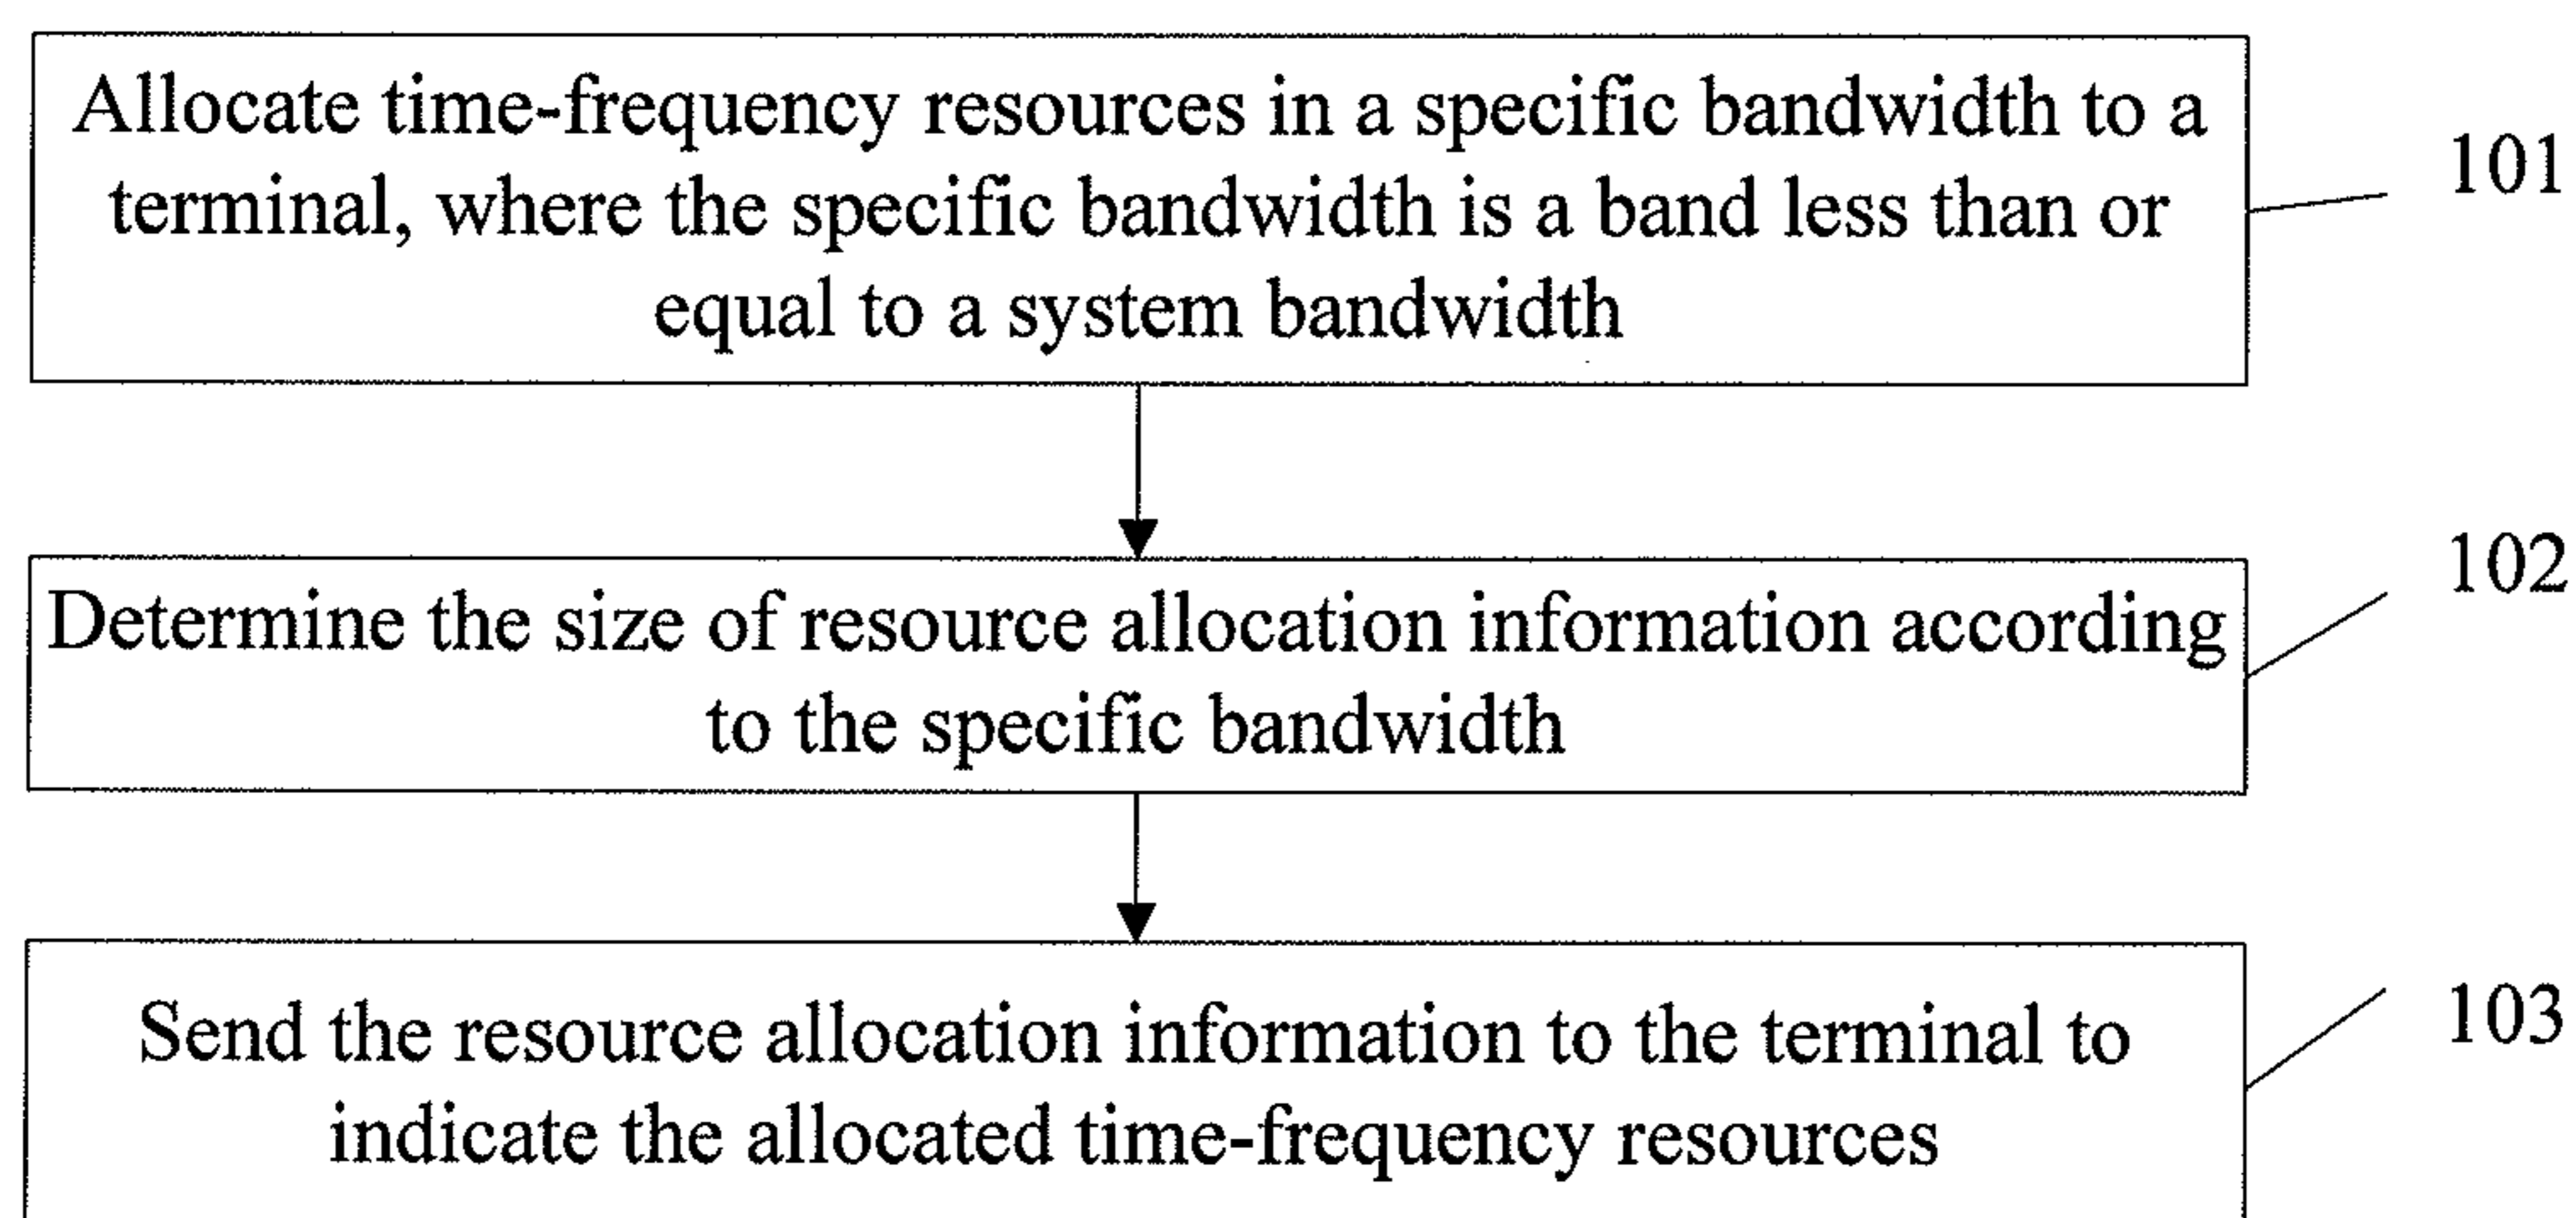 Allocate time-frequency resources in a specific bandwidth to a
terminal, where the specific bandwidth is a band less than or
equal to a system bandwidth
101
Determine the size of resource allocation information according
to the specific bandwidth
102
Send the resource allocation information to the terminal to
indicate the allocated time-frequency resources
103